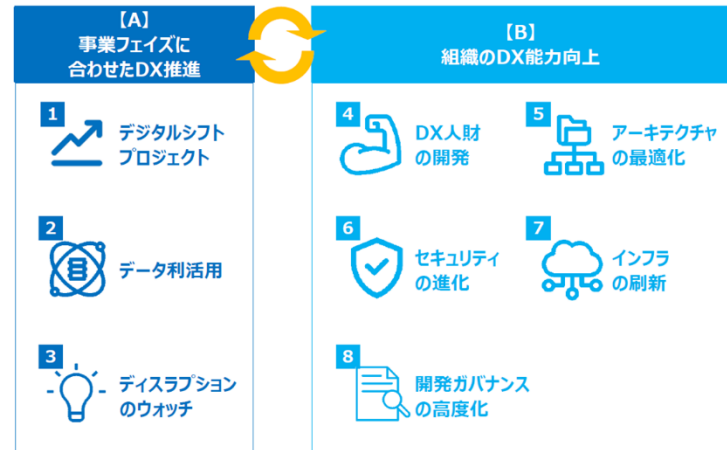 【A】
事業フェイズに
合わせたDX推進
1
デジタルシフト
プロジェクト
2
データ利活用
3
ディスラプション
のウォッチ
【B】
組織のDX能力向上
4
DX人財
の開発
5
アーキテクチャ
の最適化
6
セキュリティ
の進化
7
インフラ
の刷新
8
開発ガバナンス
の高度化